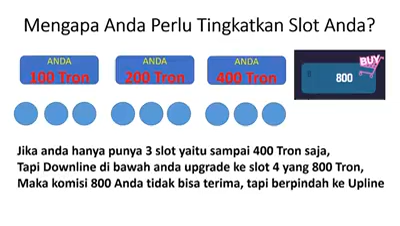 Mengapa Anda Perlu Tingkatkan Slot Anda?
ANDA
100 Tron
ANDA
200 Tron
ANDA
400 Tron
BUY
800
Jika anda hanya punya 3 slot yaitu sampai 400 Tron saja,
Tapi Downline di bawah anda upgrade ke slot 4 yang 800 Tron,
Maka komisi 800 Anda tidak bisa terima, tapi berpindah ke Upline